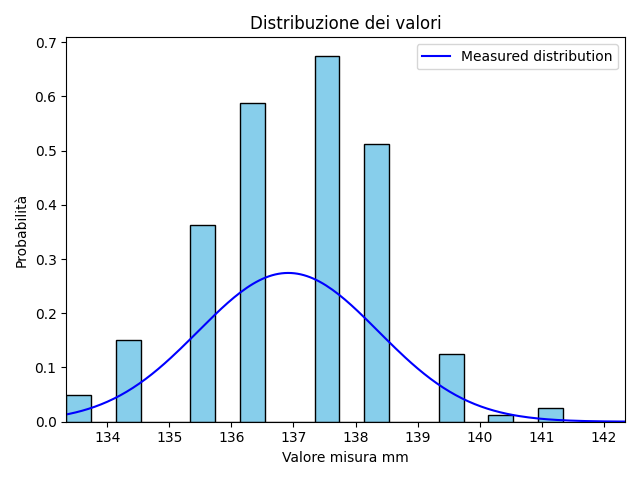 Distribuzione dei valori
Measured distribution
Probabilità
0.7
0.6
0.5
0.4
0.3
0.2
0.1
0.0
134 135 136 137 138 139 140 141 142
Valore misura mm